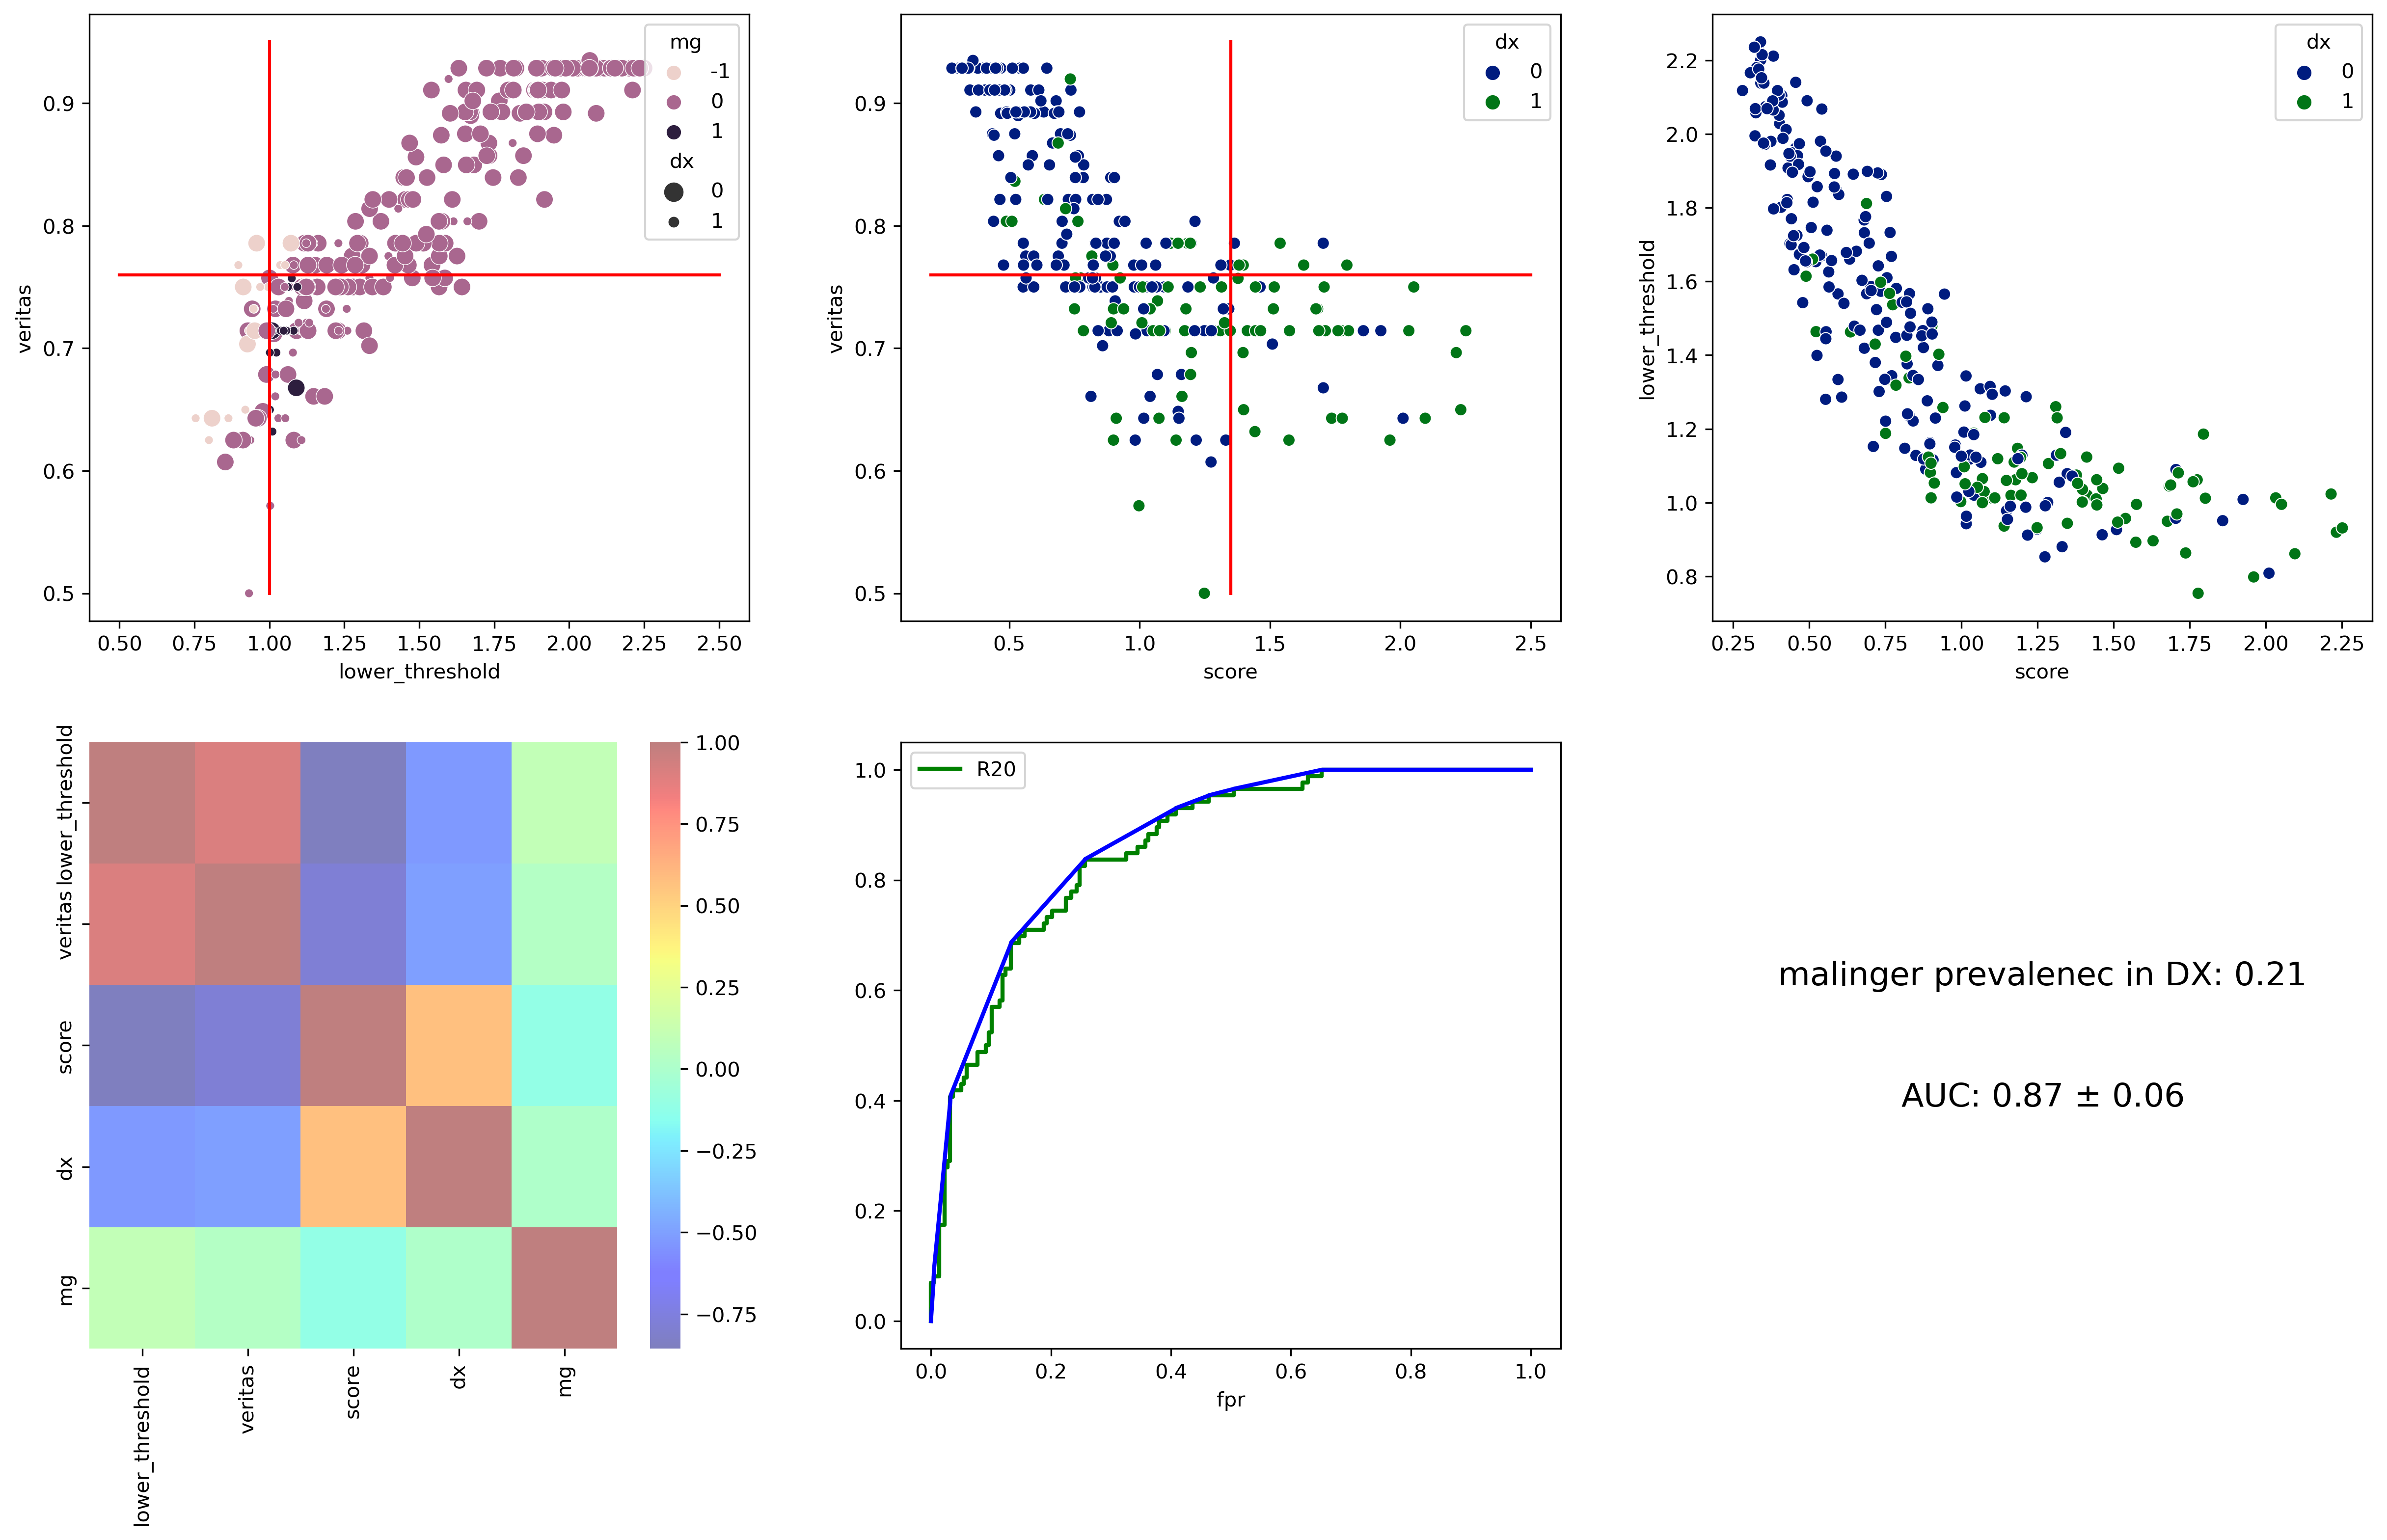 mg
-1
0
1
dx
0
1
0.9
0.8
0.7
0.6
0.5
veritas
0.50 0.75 1.00 1.25 1.50 1.75 2.00 2.25 2.50
lower_threshold
dx
0
1
0.9
0.8
0.7
0.6
0.5
veritas
0.5 1.0 1.5 2.0 2.5
score
dx
0
1
2.2
2.0
1.8
1.6
1.4
1.2
1.0
0.8
lower_threshold
0.25 0.50 0.75 1.00 1.25 1.50 1.75 2.00 2.25
score
lower_threshold
veritas
score
dx
mg
lower_threshold
veritas
score
dx
mg
1.00
0.75
0.50
0.25
0.00
−0.25
−0.50
−0.75
R20
1.0
0.8
0.6
0.4
0.2
0.0
0.0 0.2 0.4 0.6 0.8 1.0
fpr
malinger prevalenec in DX: 0.21
AUC: 0.87 ± 0.06